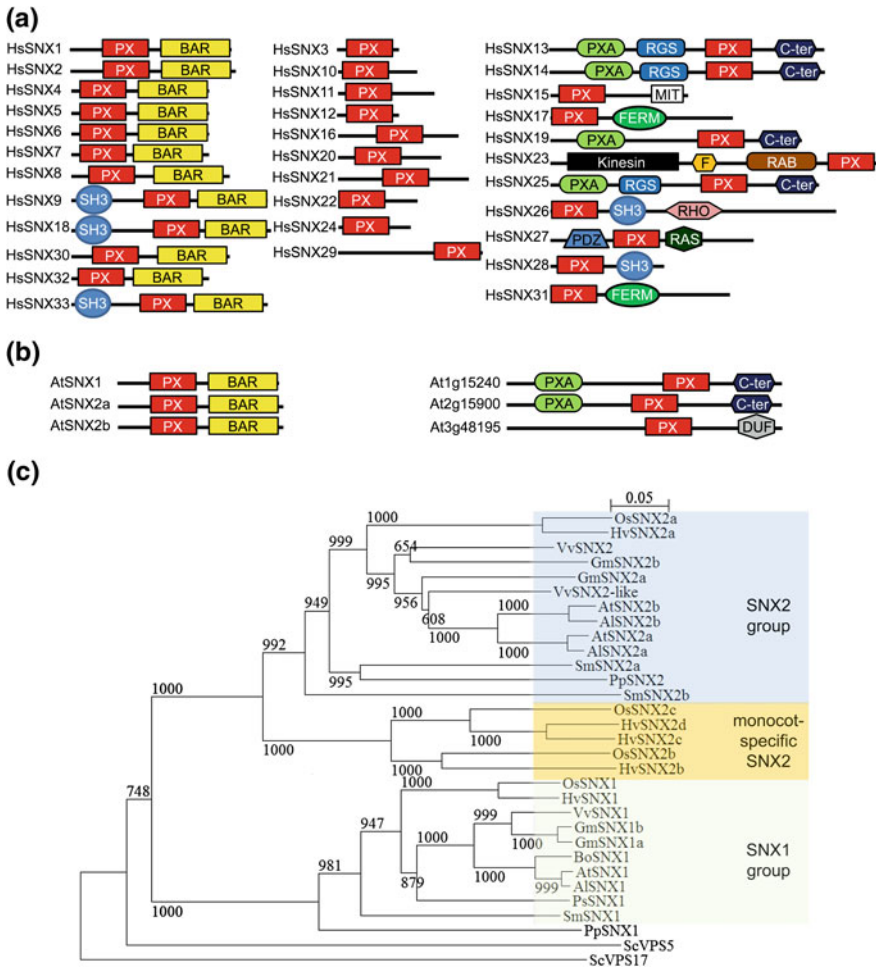 (a)
HsSNX1 PX BAR
HsSNX2 PX BAR
HsSNX4 PX BAR
HsSNX5 PX BAR
HsSNX6 PX BAR
HsSNX7 PX BAR
HsSNX8 PX BAR
HsSNX9 SH3 PX BAR
HsSNX18 SH3 PX BAR
HsSNX30 PX BAR
HsSNX32 PX BAR
HsSNX33 SH3 PX BAR
HsSNX3 PX
HsSNX10 PX
HsSNX11 PX
HsSNX12 PX
HsSNX16 PX
HsSNX20 PX
HsSNX21 PX
HsSNX22 PX
HsSNX24 PX
HsSNX29 PX
HsSNX13 PXA RGS PX C-ter
HsSNX14 PXA RGS PX C-ter
HsSNX15 PX MIT
HsSNX17 PX FERM
HsSNX19 PXA PX C-ter
HsSNX23 Kinesin F RAB PX
HsSNX25 PXA RGS PX C-ter
HsSNX26 PX SH3 RHO
HsSNX27 PDZ PX RAS
HsSNX28 PX SH3
HsSNX31 PX FERM
(b)
AtSNX1 PX BAR
AtSNX2a PX BAR
AtSNX2b PX BAR
At1g15240 PXA PX C-ter
At2g15900 PXA PX C-ter
At3g48195 PX DUF
(c)
0.05
1000 OsSNX2a
HvSNX2a
999
654 VvSNX2
GmSNX2b
995
GmSNX2a
956
VvSNX2-like
949
608
1000 AtSNX2b
AlSNX2b
1000
AtSNX2a
1000 AlSNX2a
992
SmSNX2a
995 PpSNX2
SmSNX2b
SNX2
group
1000
OsSNX2c
1000
HvSNX2d
1000 HvSNX2c
1000
OsSNX2b
1000 HvSNX2b
monocot-
specific
SNX2
748
1000 OsSNX1
HvSNX1
999 VvSNX1
947
1000
GmSNX1b
1000 GmSNX1a
BoSNX1
981
879
1000
AtSNX1
999 AlSNX1
1000
PsSNX1
SmSNX1
SNX1
group
PpSNX1
ScVPS5
ScVPS17